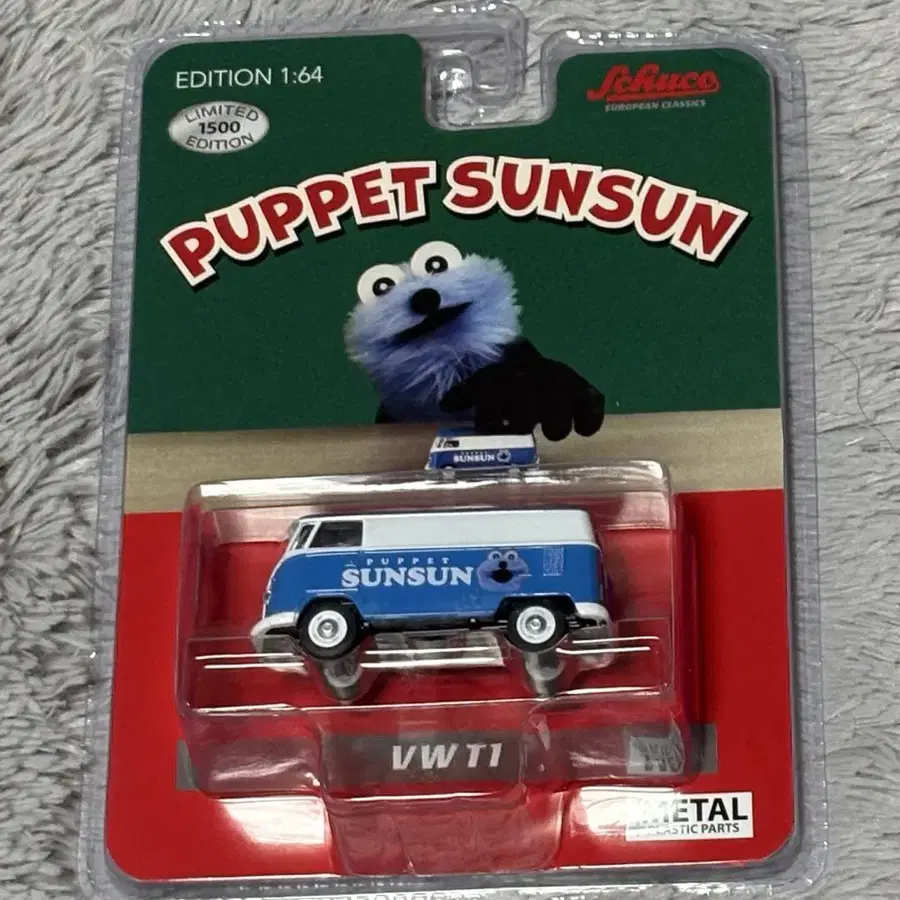 EDITION 1:64
LIMITED
1500
EDITION
Schuco
EUROPEAN CLASSICS
PUPPET SUNSUN
SUNSUN
PUPPET
SUNSUN
VW T1
METAL
PLASTIC PARTS